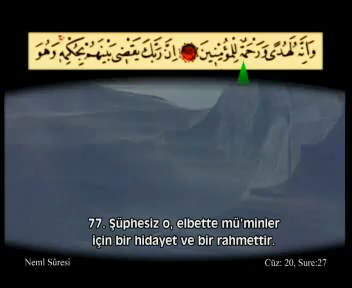 وَاِنَّهُ لَهُدًى وَرَحْمَةٌ لِلْمُؤْمِنٖينَ اِنَّ رَبَّكَ يَقْضٖى بَيْنَهُمْ بِحُكْمِهٖ وَهُوَ
77. Şüphesiz o, elbette mü'minler
için bir hidayet ve bir rahmettir.
Neml Sûresi
Cüz: 20, Sure:27